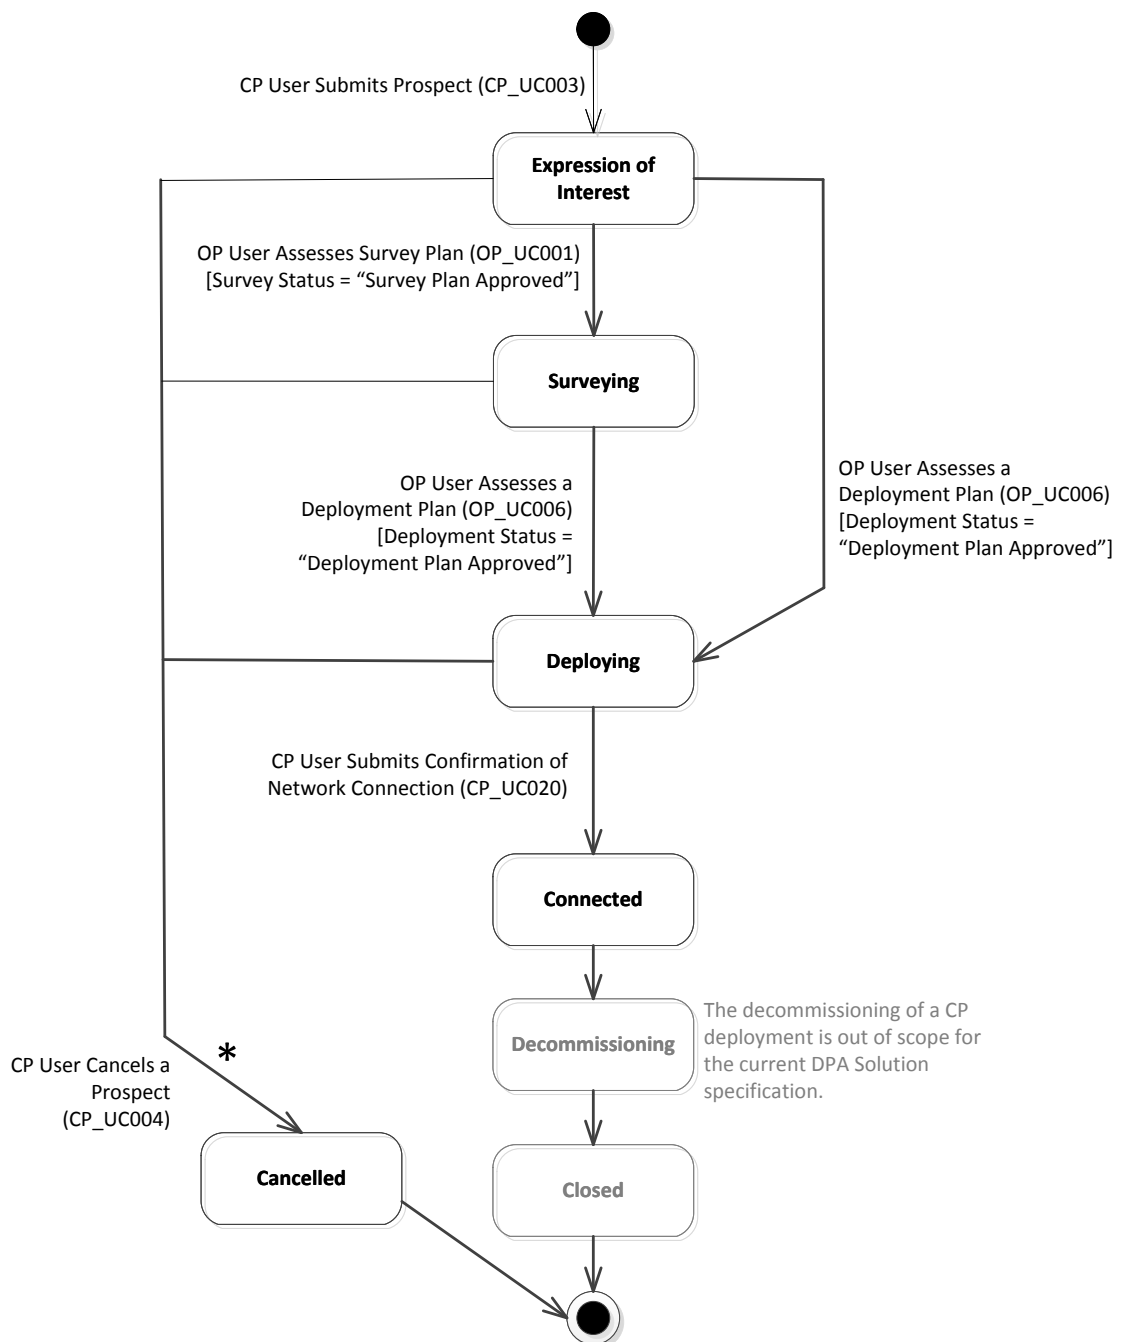 CP User Submits Prospect (CP_UC003)
Expression of
Interest
OP User Assesses Survey Plan (OP_UC001)
[Survey Status = “Survey Plan Approved”]
Surveying
OP User Assesses a
Deployment Plan (OP_UC006)
[Deployment Status =
“Deployment Plan Approved”]
OP User Assesses a
Deployment Plan (OP_UC006)
[Deployment Status =
“Deployment Plan Approved”]
Deploying
CP User Submits Confirmation of
Network Connection (CP_UC020)
Connected
Decommissioning
The decommissioning of a CP
deployment is out of scope for
the current DPA Solution
specification.
*
CP User Cancels a
Prospect
(CP_UC004)
Cancelled
Closed